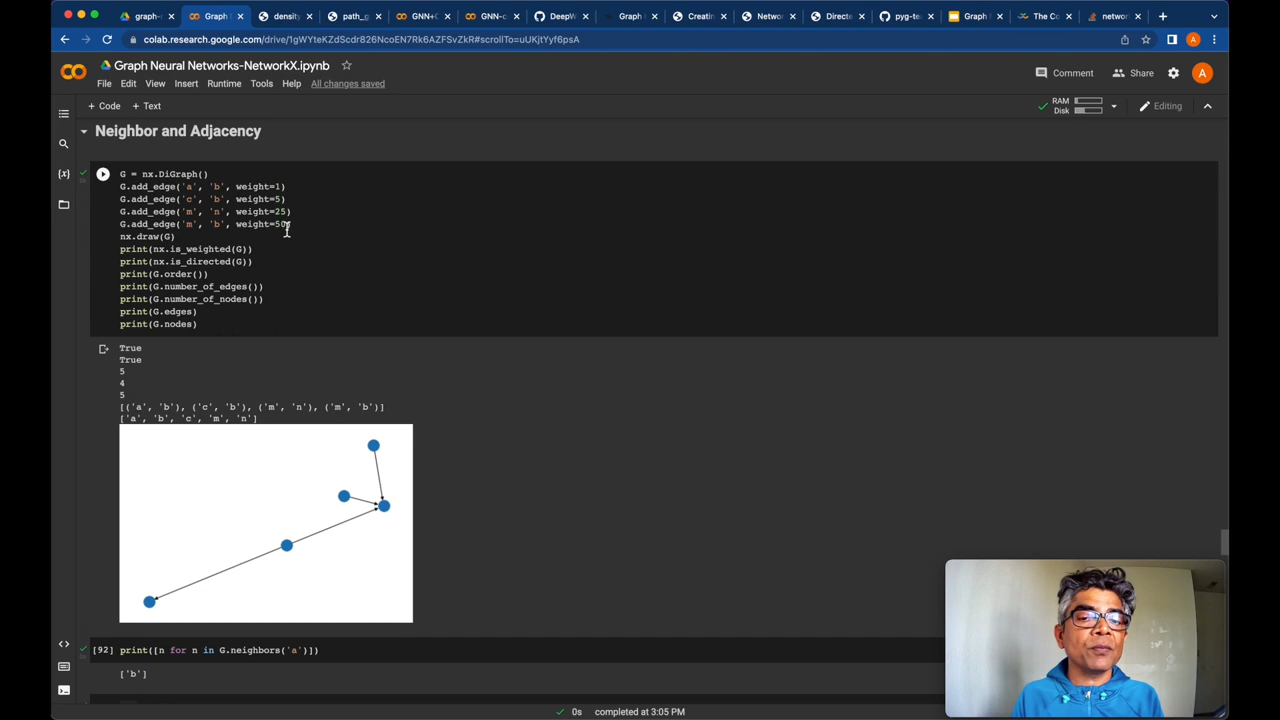 graph-r
Graph
density
path_g
GNN+C
GNN-c
DeepW
Graph
Creatin
Networ
Directe
pyg-te
Graph
The Co
network
colab.research.google.com/drive/1gWYteKZdScdr826NcoEN7Rk6AZFSvZkR#scrollTo=uUKjtYyf6psA
A
Graph Neural Networks-NetworkX.ipynb
File Edit View Insert Runtime Tools Help All changes saved
Comment Share A
+ Code + Text
RAM
Disk
Editing
Neighbor and Adjacency
G = nx.DiGraph()
G.add_edge('a', 'b', weight=1)
G.add_edge('c', 'b', weight=5)
G.add_edge('m', 'n', weight=25)
G.add_edge('m', 'b', weight=50)
nx.draw(G)
print(nx.is_weighted(G))
print(nx.is_directed(G))
print(G.order())
print(G.number_of_edges())
print(G.number_of_nodes())
print(G.edges)
print(G.nodes)
True
True
5
4
5
[('a', 'b'), ('c', 'b'), ('m', 'n'), ('m', 'b')]
['a', 'b', 'c', 'm', 'n']
[92] print([n for n in G.neighbors('a')])
['b']
0s completed at 3:05 PM